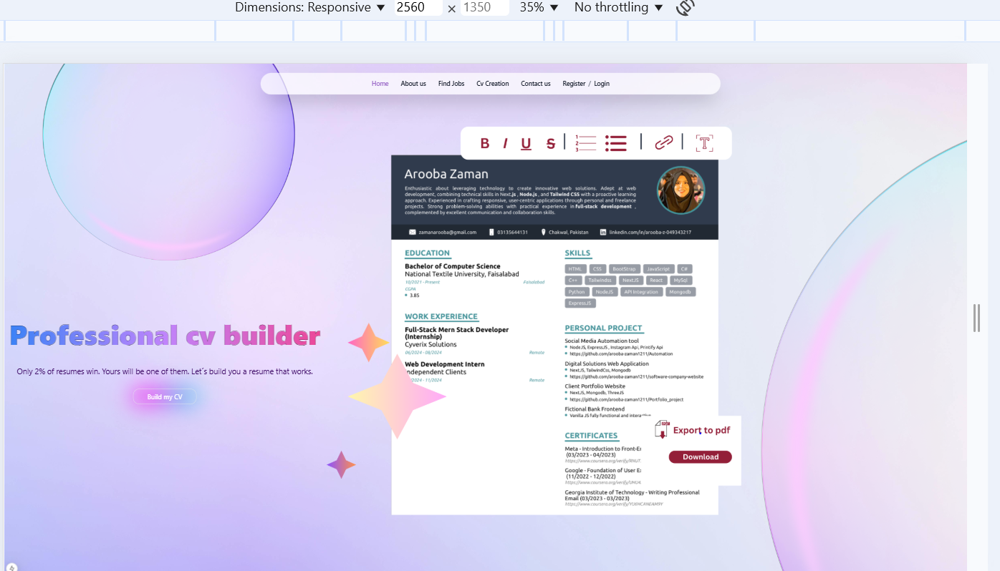 Dimensions: Responsive ▼ 2560 × 1350 35% ▼ No throttling ▼
Home About us Find Jobs Cv Creation Contact us Register / Login
B I U S 1 2 3 T
Arooba Zaman
Enthusiastic about leveraging technology to create innovative web solutions. Adept at web
development, combining technical skills in Next.js , Node.js , and Tailwind CSS with a proactive learning
approach. Experienced in crafting responsive, user-centric applications through personal and freelance
projects. Strong problem-solving abilities with practical experience in full-stack development ,
complemented by excellent communication and collaboration skills.
zamanarooba@gmail.com 03135644131 Chakwal, Pakistan linkedin.com/in/arooba-z-049343217
EDUCATION
Bachelor of Computer Science
National Textile University, Faisalabad
10/2021 - Present Faisalabad
CGPA
• 3.85
WORK EXPERIENCE
Full-Stack Mern Stack Developer
(Internship)
Cyverix Solutions
06/2024 - 08/2024 Remote
Web Development Intern
Independent Clients
/2024 - 11/2024 Remote
SKILLS
HTML CSS BootStrap JavaScript C#
C++ Tailwindss NextJS React MySql
Python NodeJS API Integration Mongodb
ExpressJS
PERSONAL PROJECT
Social Media Automation tool
• NodeJS, ExpressJS , Instagram Api, Printify Api
• https://github.com/arooba-zaman1211/Automation
Digital Solutions Web Application
• NextJS, TailwindCss, Mongodb
• https://github.com/arooba-zaman1211/software-company-website
Client Portfolio Website
• NextJS, Mongodb, ThreeJS
• https://github.com/arooba-zaman1211/Portfolio_project
Fictional Bank Frontend
• Vanilla JS fully functional and
CERTIFICATES
Meta - Introduction to
(03/2023 - 04/2023)
https://www.coursera.org/verify/
Google - Foundation of User
(11/2022 - 12/2022)
https://www.coursera.org/verify/
Georgia Institute of Technology - Writing Professional
Email (03/2023 - 03/2023)
https://www.coursera.org/verify/
Professional cv builder
Only 2% of resumes win. Yours will be one of them. Let´s build you a resume that works.
Build my CV
Export to pdf
Download